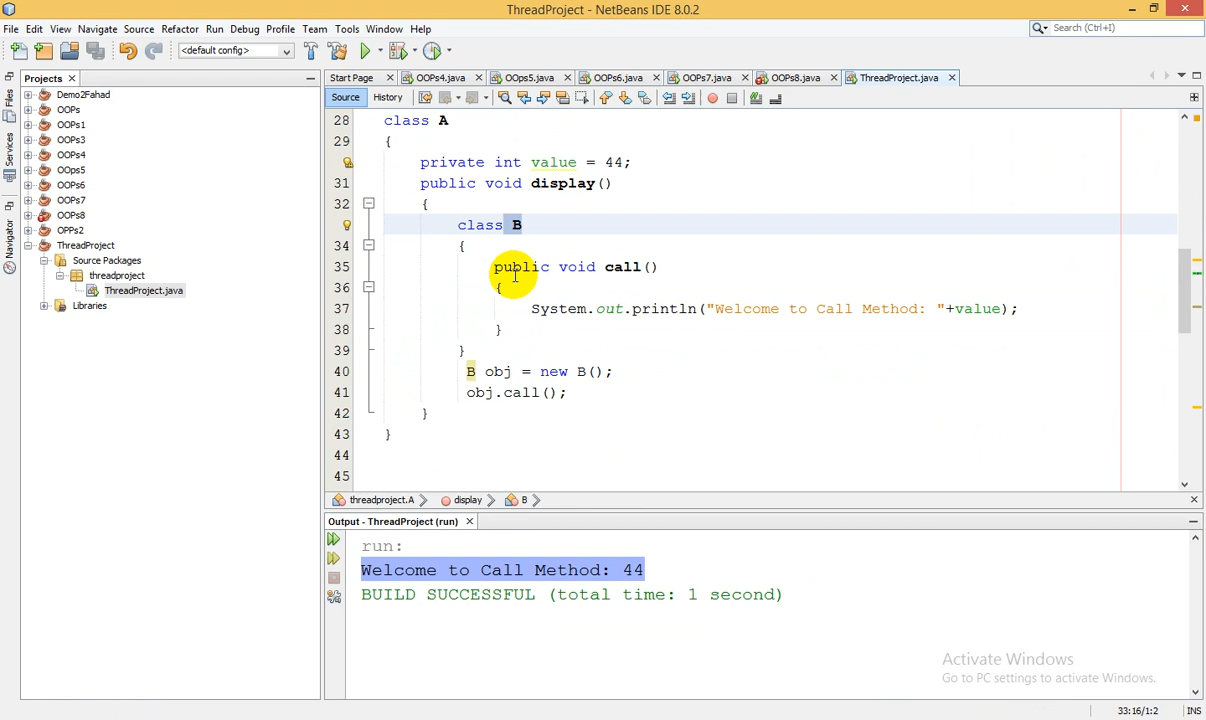 ThreadProject - NetBeans IDE 8.0.2
File Edit View Navigate Source Refactor Run Debug Profile Team Tools Window Help
Search (Ctrl+I)
<default config>
Projects
Start Page OOPs4.java OOps5.java OOPs6.java OOPs7.java OOPs8.java ThreadProject.java
Source History
Files
Services
Navigator
Demo2Fahad
OOPs
OOPs1
OOPs3
OOPs4
OOps5
OOPs6
OOPs7
OOPs8
OPPs2
ThreadProject
Source Packages
threadproject
ThreadProject.java
Libraries
28 class A
29 {
private int value = 44;
31 public void display()
32 {
class B
34 {
35 public void call()
36 {
37 System.out.println("Welcome to Call Method: "+value);
38 }
39 }
40 B obj = new B();
41 obj.call();
42 }
43 }
44
45
threadproject.A display B
Output - ThreadProject (run)
run:
Welcome to Call Method: 44
BUILD SUCCESSFUL (total time: 1 second)
Activate Windows
Go to PC settings to activate Windows.
33:16/1:2 INS